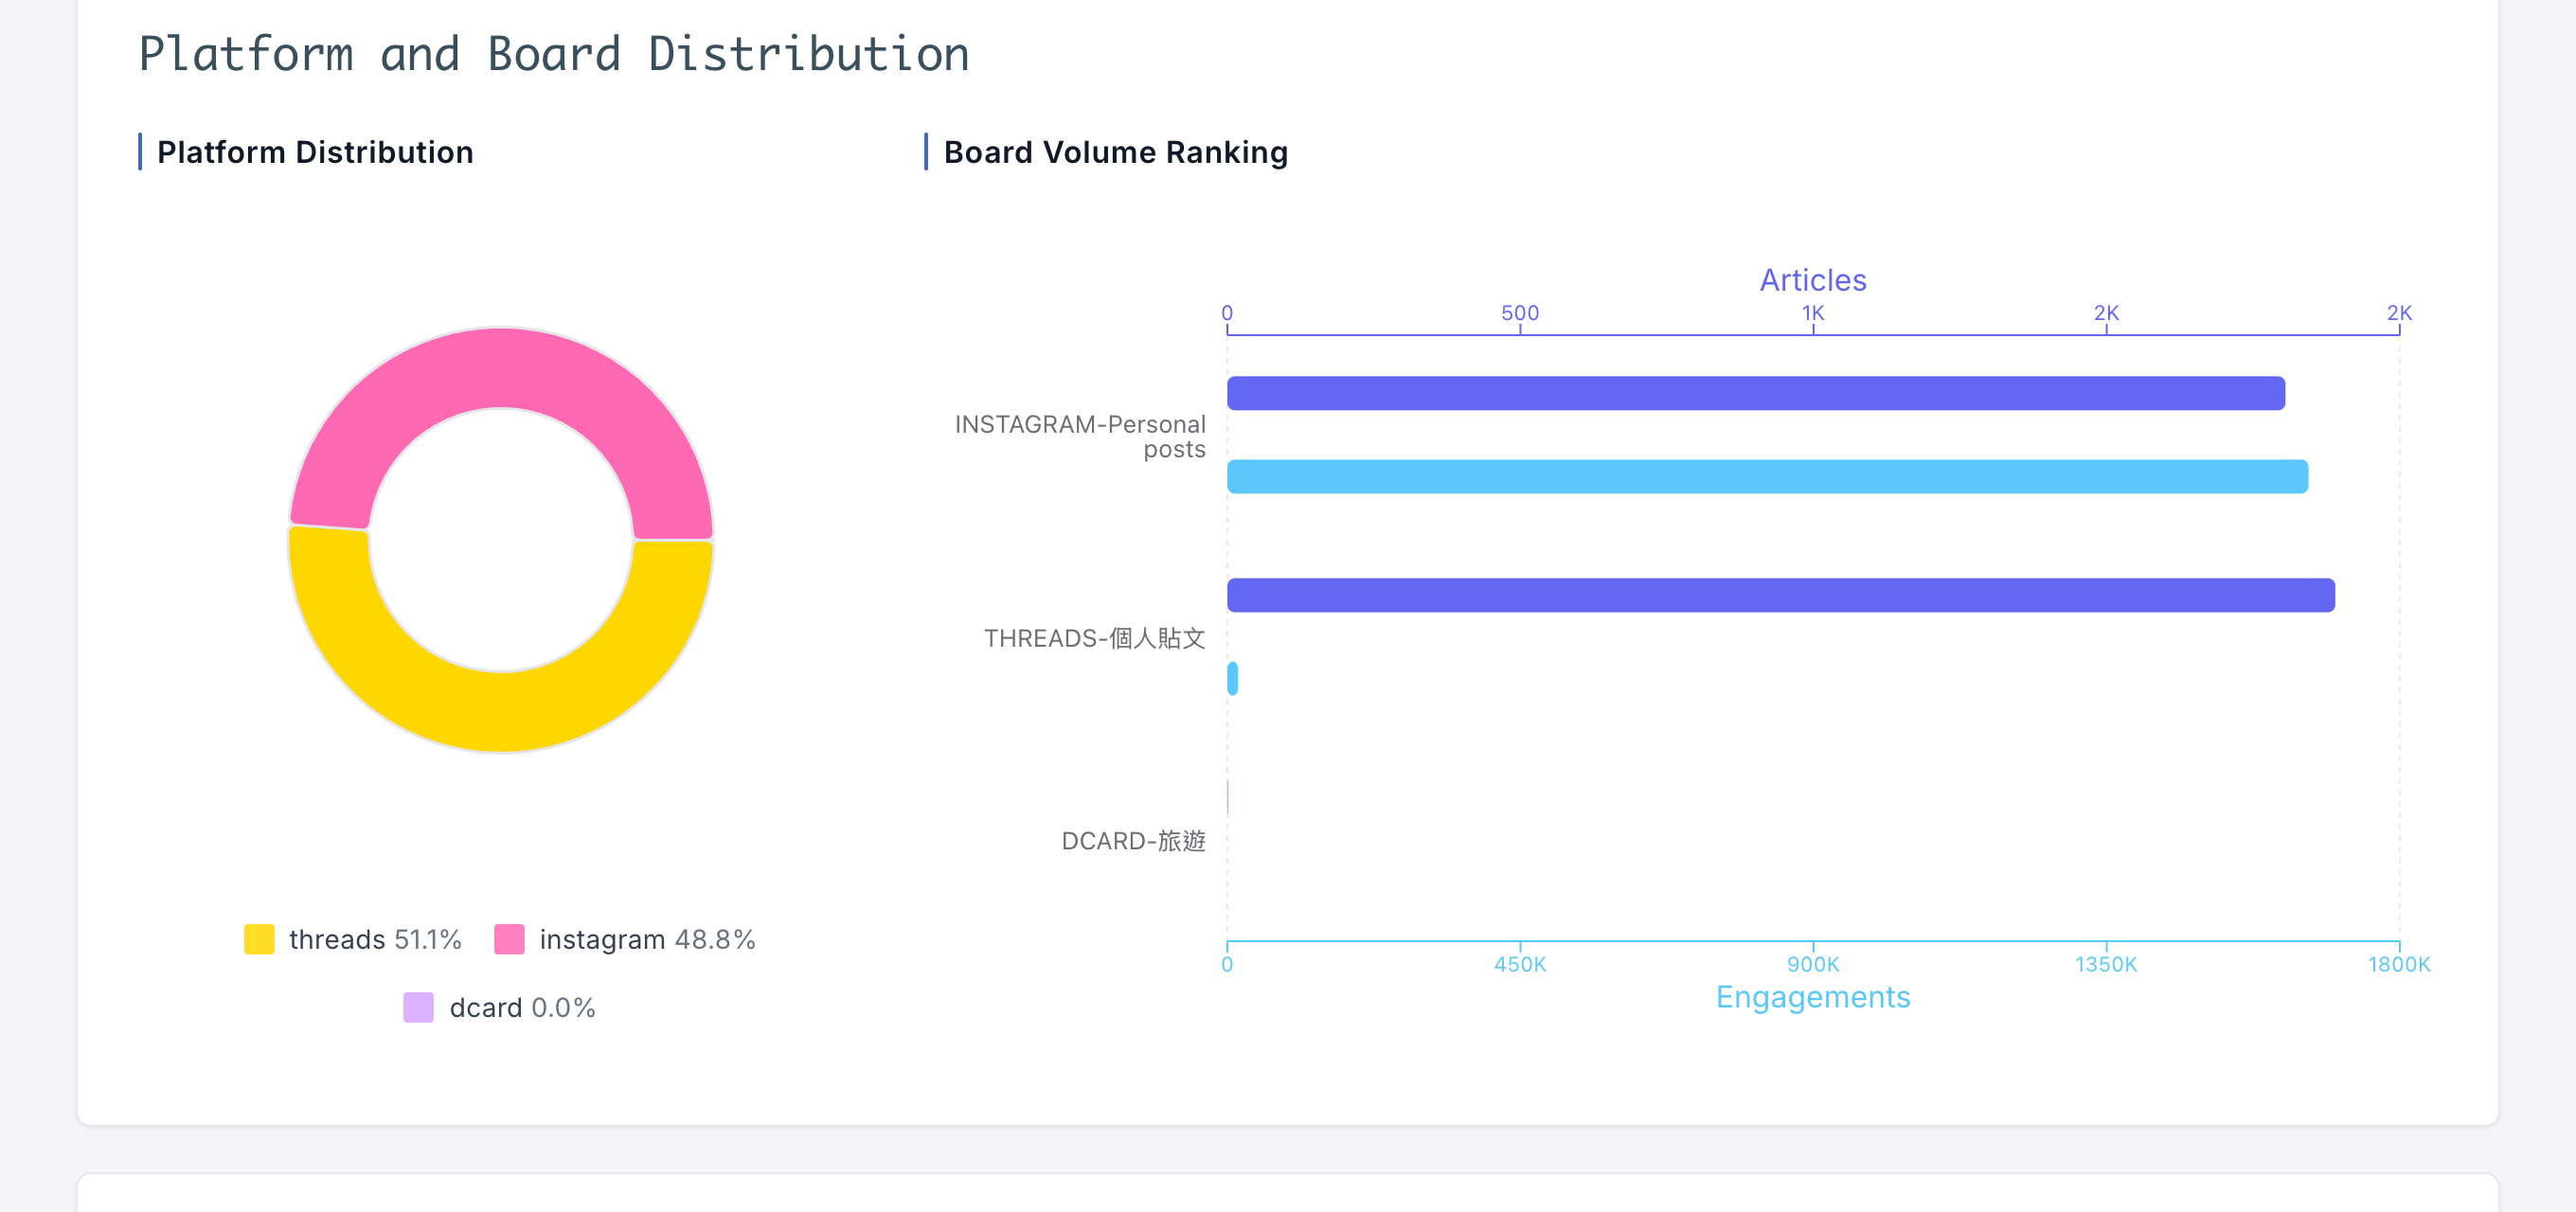 Platform and Board Distribution
Platform Distribution
threads 51.1%
instagram 48.8%
dcard 0.0%
Board Volume Ranking
Articles
0
500
1K
2K
2K
INSTAGRAM-Personal
posts
THREADS-個人貼文
DCARD-旅遊
0
450K
900K
1350K
1800K
Engagements